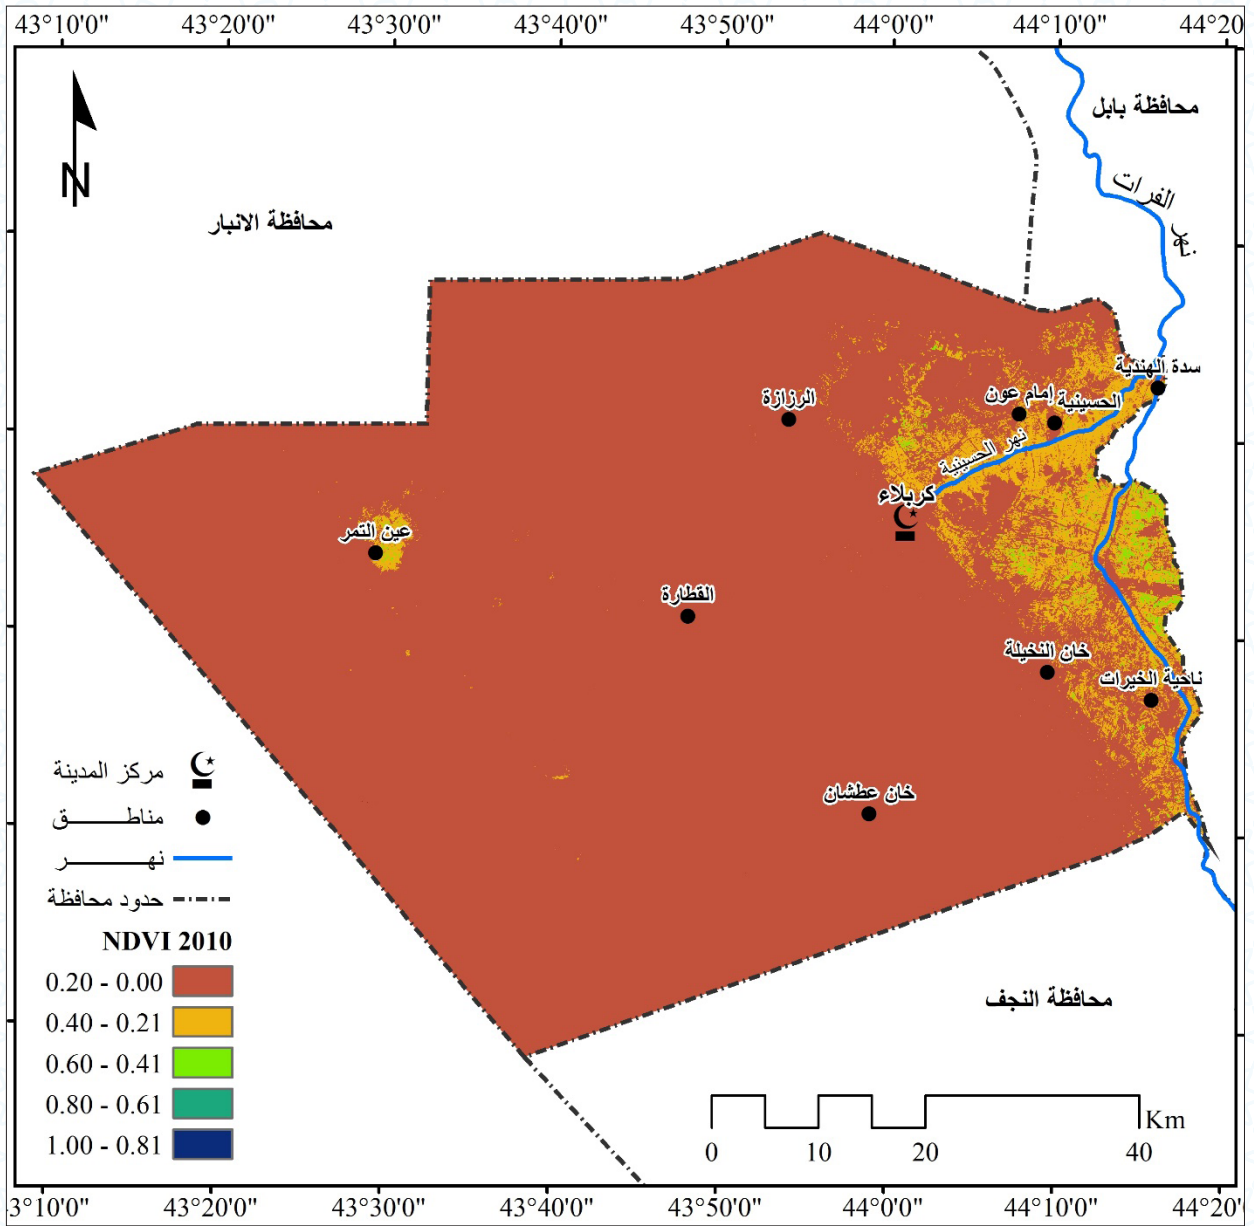 43°10'0" 43°20'0" 43°30'0" 43°40'0" 43°50'0" 44°0'0" 44°10'0" 44°20
محافظة بابل
N
نهر الفرات
محافظة الانبار
سدة الهندية
الرزازة
إمام عون
الحسينية
نهر الحسينية
كربلاء
عين التمر
القطارة
خان النخيلة
ناحية الخيرات
خان عطشان
مركز المدينة
مناطـــــــق
نهـــــــــر
حدود محافظة
NDVI 2010
0.20 - 0.00
0.40 - 0.21
0.60 - 0.41
0.80 - 0.61
1.00 - 0.81
محافظة النجف
Km
0 10 20 40
3°10'0" 43°20'0" 43°30'0" 43°40'0" 43°50'0" 44°0'0" 44°10'0" 44°20'